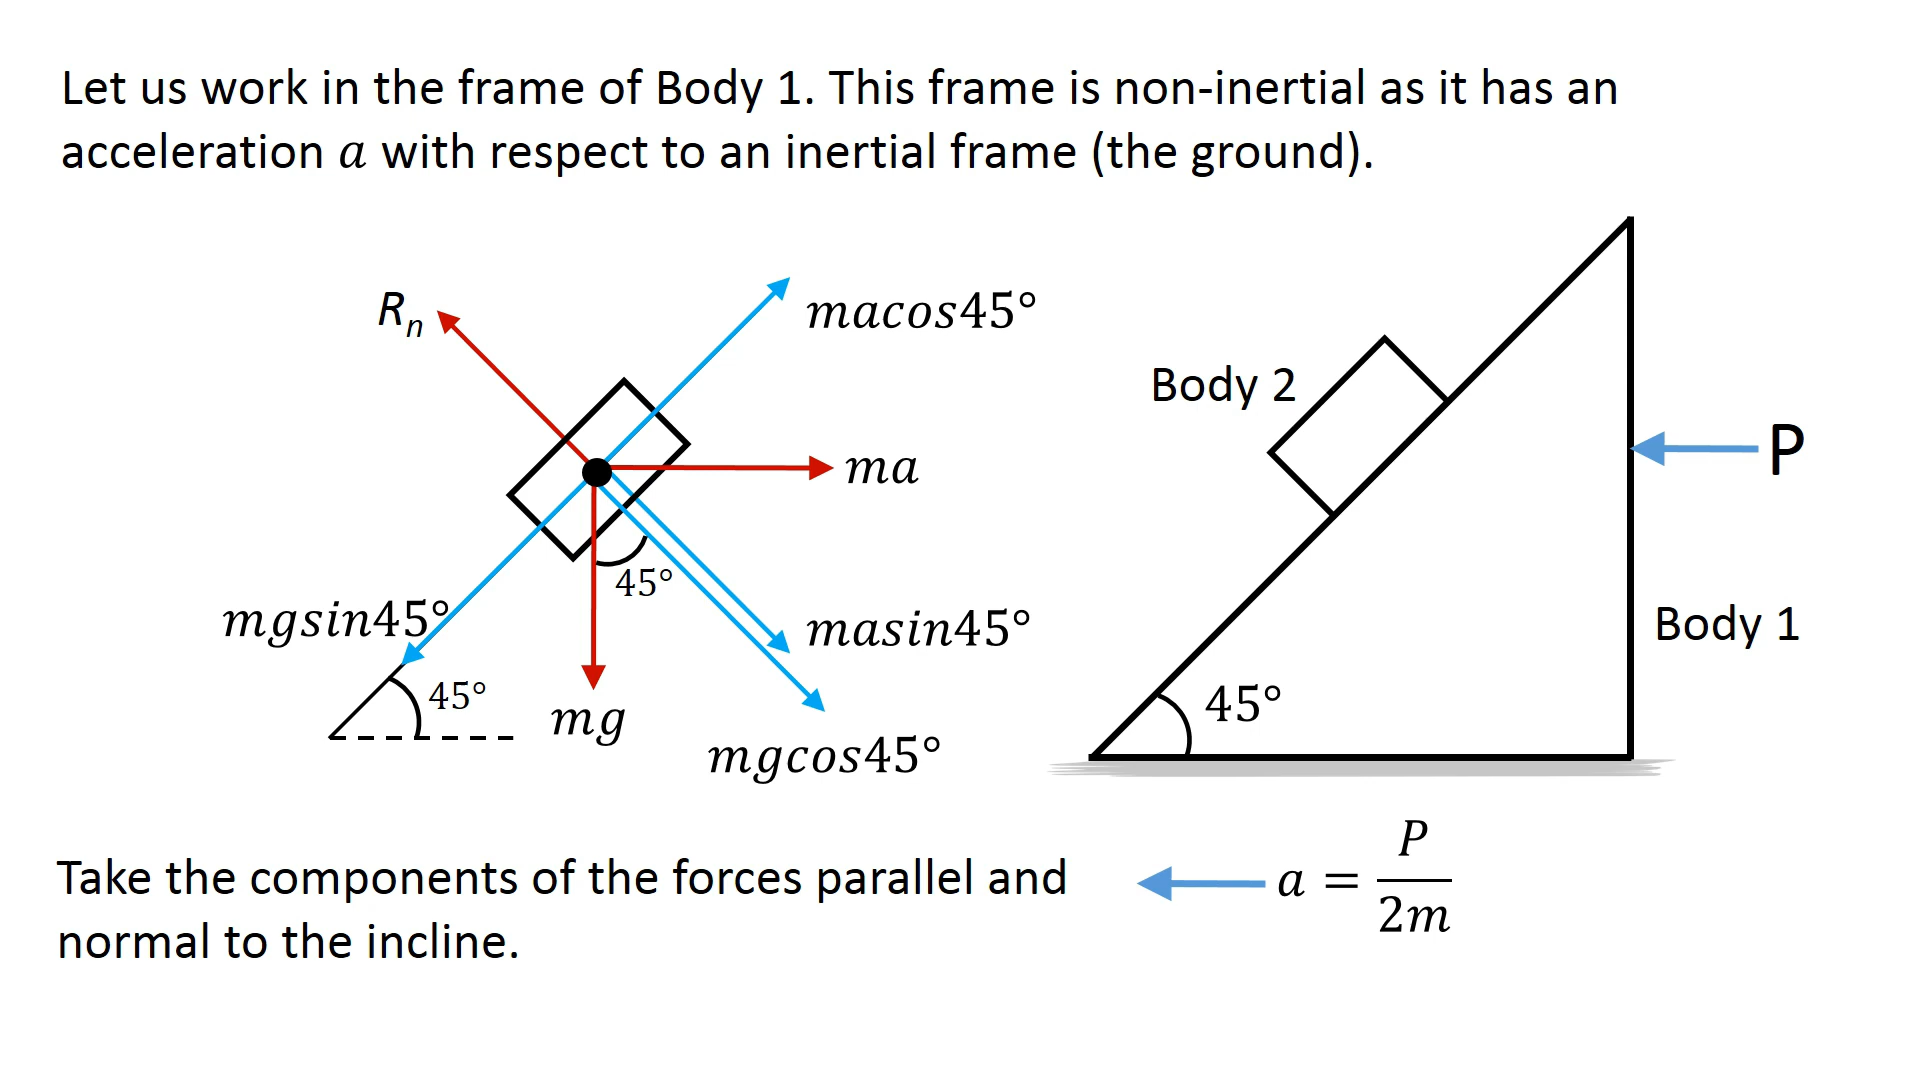 Let us work in the frame of Body 1. This frame is non-inertial as it has an
acceleration a with respect to an inertial frame (the ground).
R_n
macos45°
ma
mgsin45°
45°
45°
masin45°
mg
mgcos45°
Body 2
P
Body 1
45°
Take the components of the forces parallel and
normal to the incline.
a = P/2m